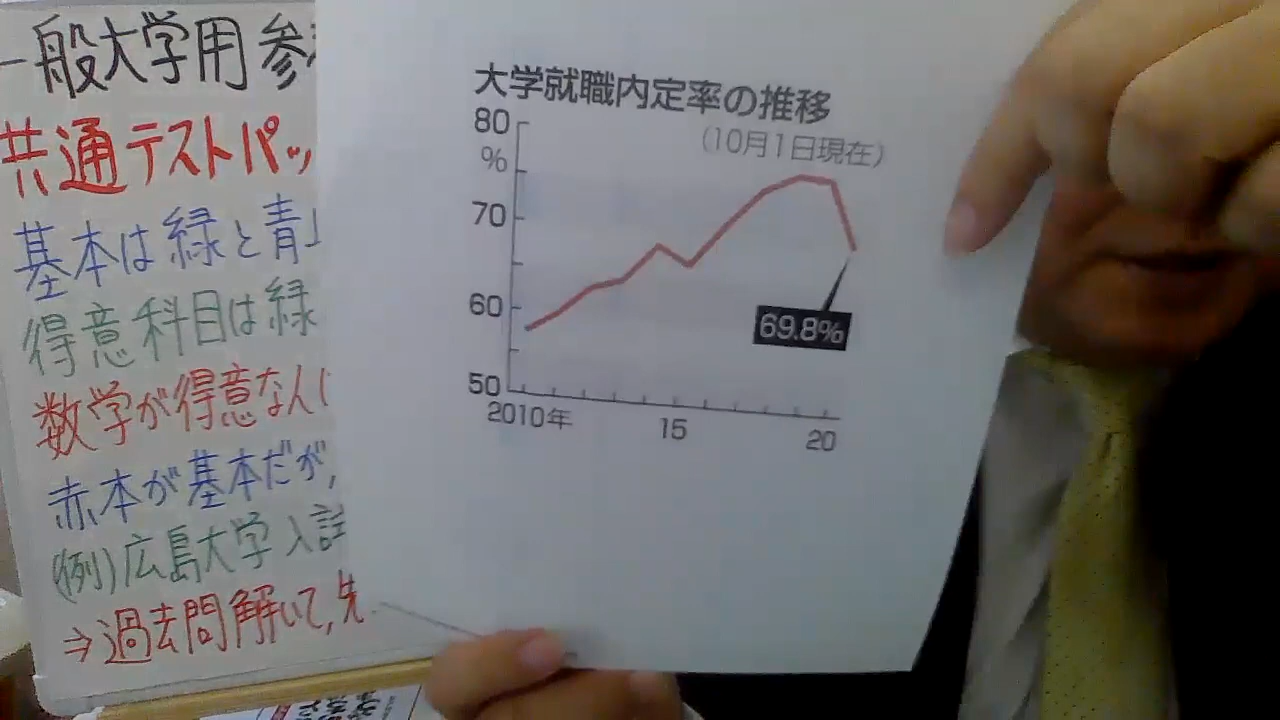 一般大学用参
共通テストパッ
基本は緑と青
得意科目は緑
数学が得意な人に
赤本が基本だが,
(例)広島大学入試
⇒過去問解いて,先
大学就職内定率の推移
(10月1日現在)
80
%
70
60
50
2010年
15
20
69.8%